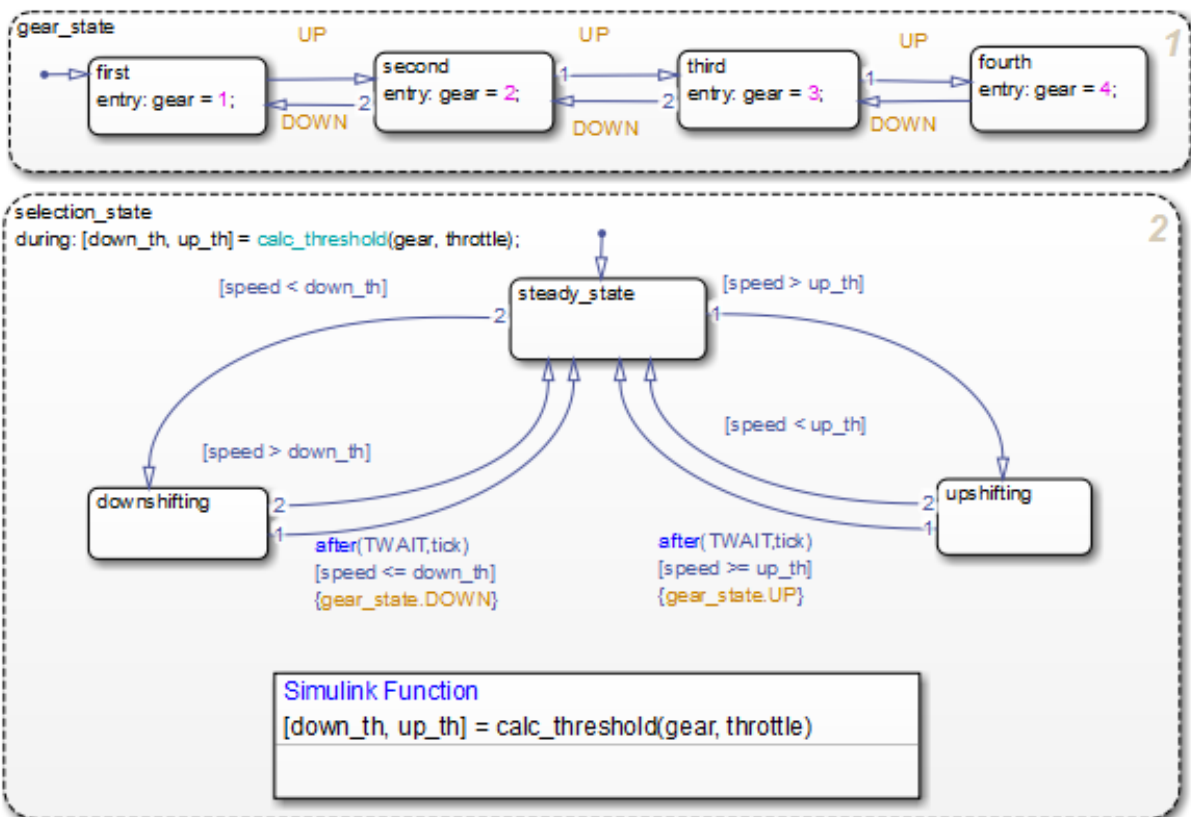 gear_state
1
UP
UP
UP
first
entry: gear = 1;
second
entry: gear = 2;
third
entry: gear = 3;
fourth
entry: gear = 4;
1
2
1
2
DOWN
DOWN
DOWN
selection_state
2
during: [down_th, up_th] = calc_threshold(gear, throttle);
[speed < down_th]
steady_state
[speed > up_th]
2
1
[speed > down_th]
[speed < up_th]
downshifting
upshifting
2
1
2
1
after(TWAIT,tick)
[speed <= down_th]
{gear_state.DOWN}
after(TWAIT,tick)
[speed >= up_th]
{gear_state.UP}
Simulink Function
[down_th, up_th] = calc_threshold(gear, throttle)